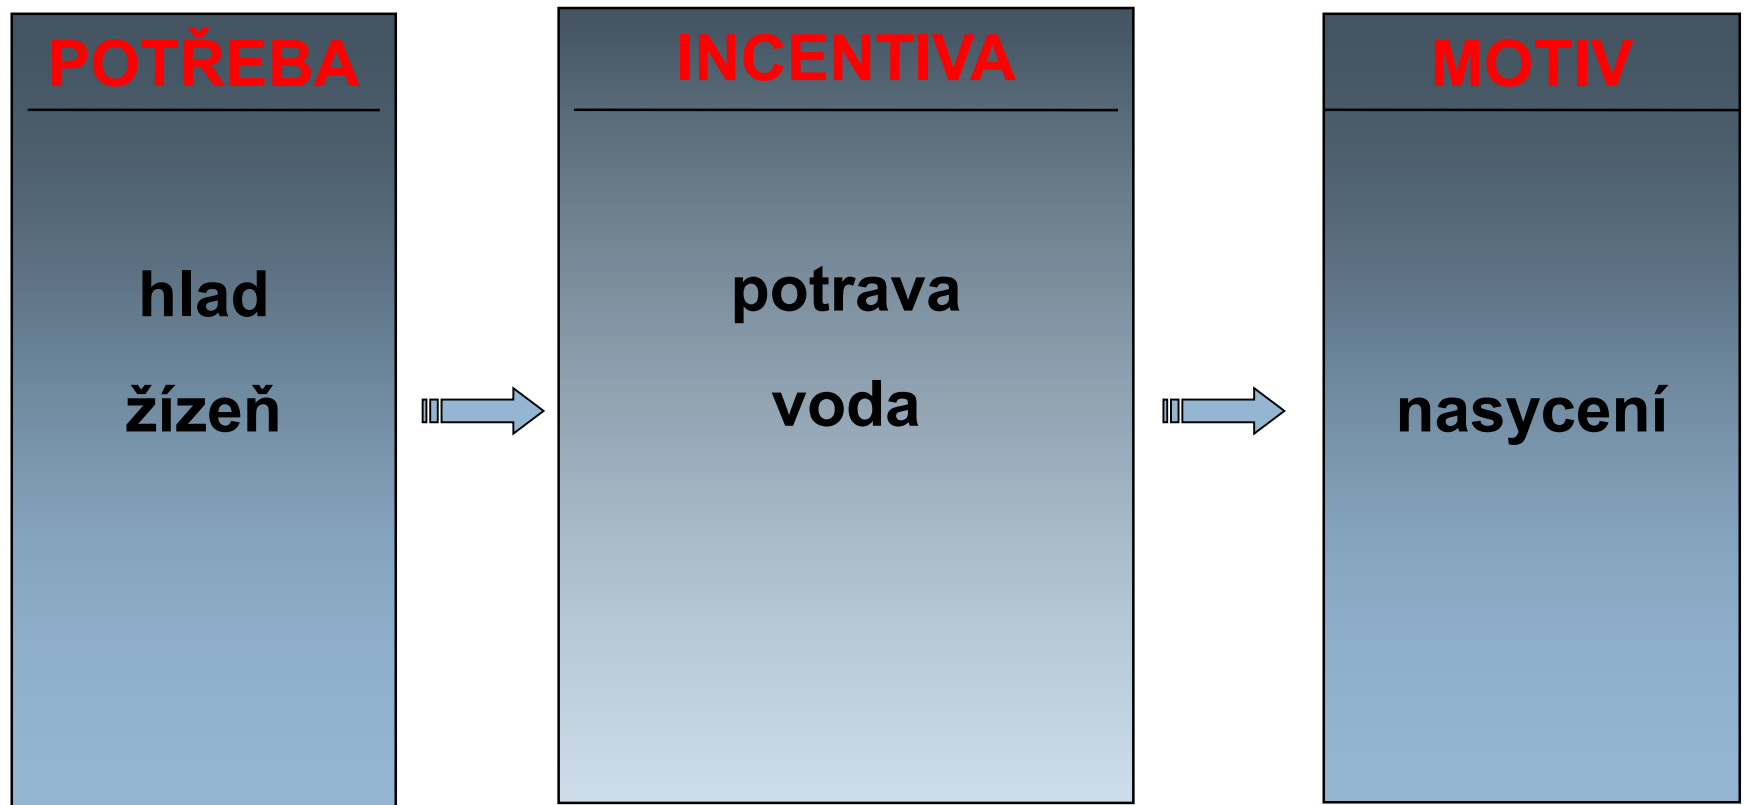 POTŘEBA
hlad
žízeň
INCENTIVA
potrava
voda
MOTIV
nasycení